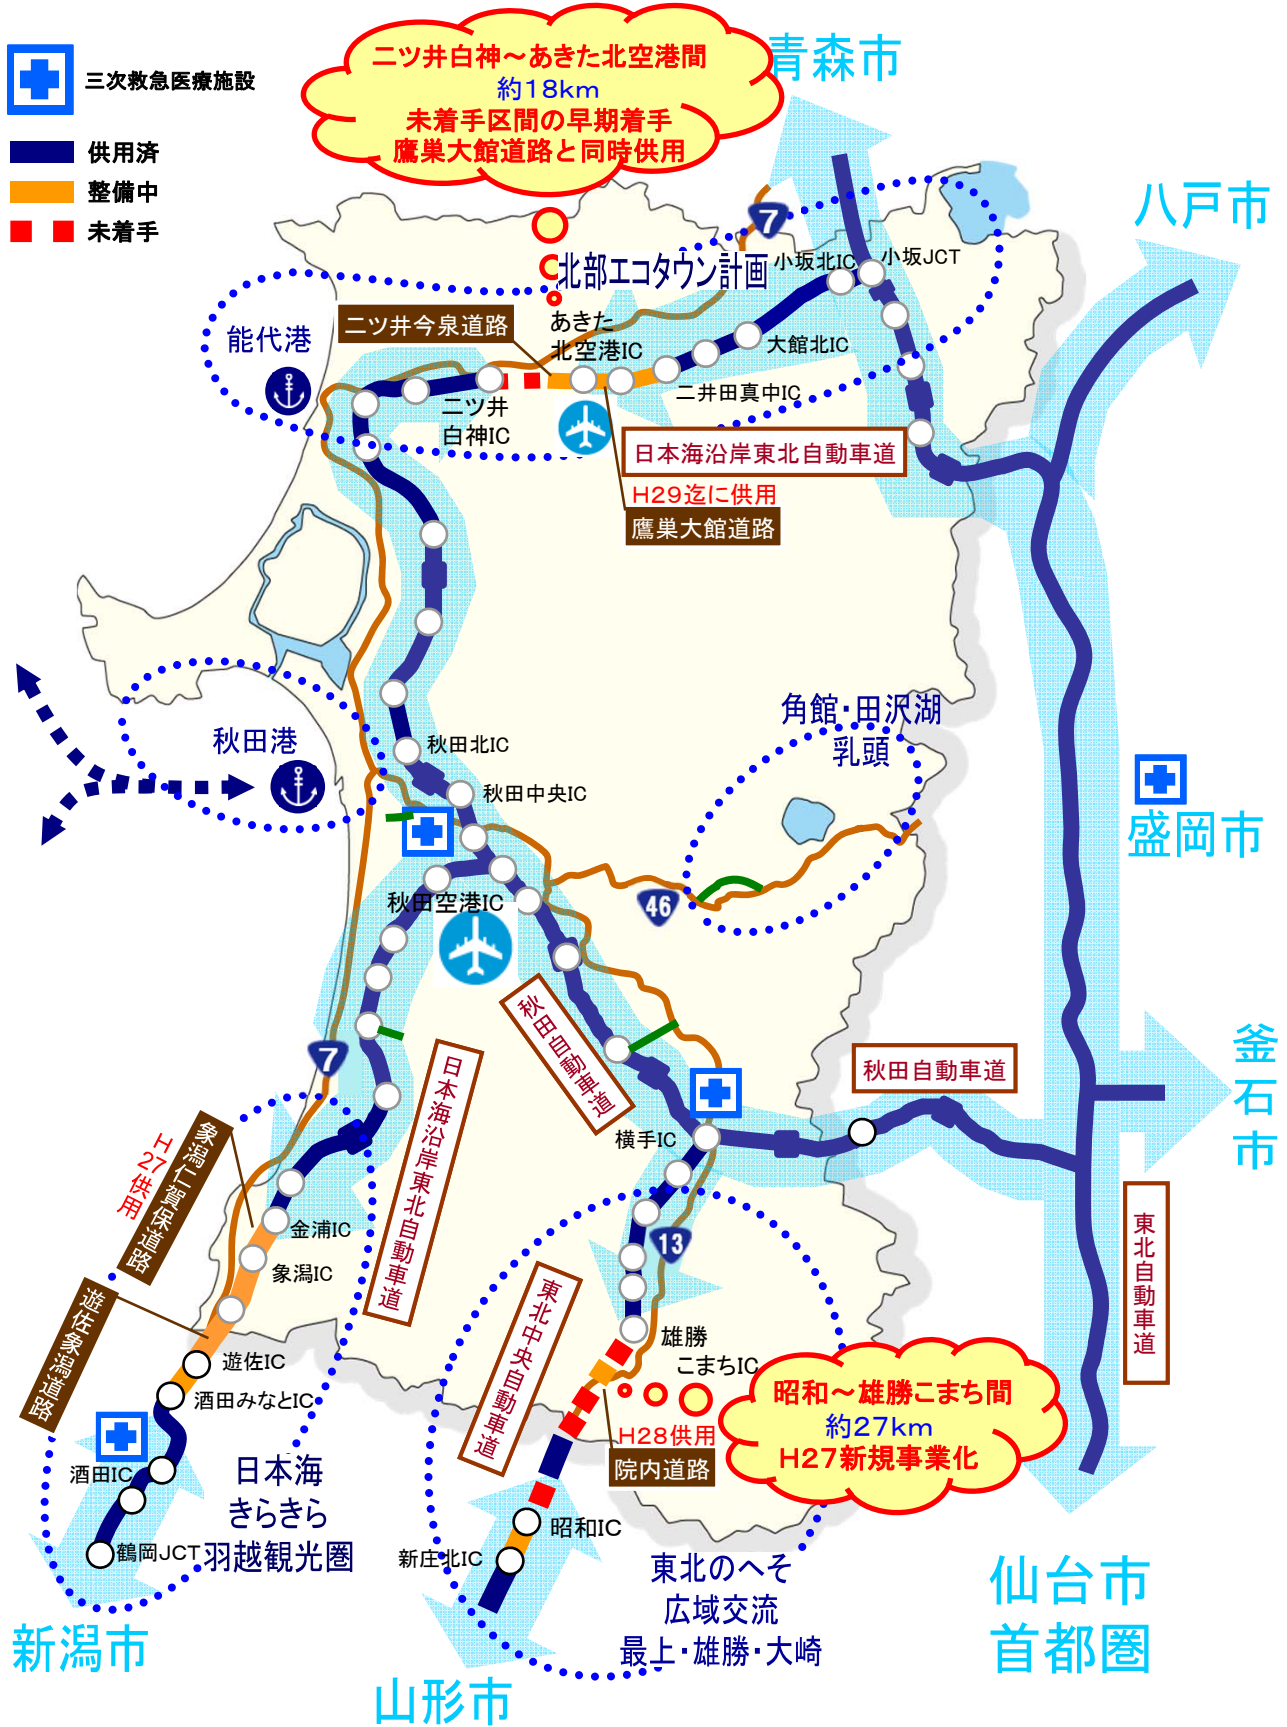 三次救急医療施設
供用済
整備中
未着手
二ツ井白神～あきた北空港間
約18km
未着手区間の早期着手
鷹巣大館道路と同時供用
青森市
八戸市
7
北部エコタウン計画
小坂北IC
小坂JCT
二ツ井今泉道路
あきた
北空港IC
能代港
大館北IC
二井田真中IC
二ツ井
白神IC
日本海沿岸東北自動車道
H29迄に供用
鷹巣大館道路
角館・田沢湖
乳頭
秋田港
秋田北IC
秋田中央IC
盛岡市
秋田空港IC
46
秋田自動車道
釜石市
秋田自動車道
7
日本海沿岸東北自動車道
横手IC
象潟仁賀保道路
H27供用
金浦IC
象潟IC
13
東北自動車道
遊佐象潟道路
東北中央自動車道
雄勝
こまちIC
遊佐IC
酒田みなとIC
昭和～雄勝こまち間
約27km
H27新規事業化
H28供用
院内道路
酒田IC
日本海
きらきら
羽越観光圏
鶴岡JCT
昭和IC
新庄北IC
東北のへそ
広域交流
最上・雄勝・大崎
仙台市
首都圏
新潟市
山形市